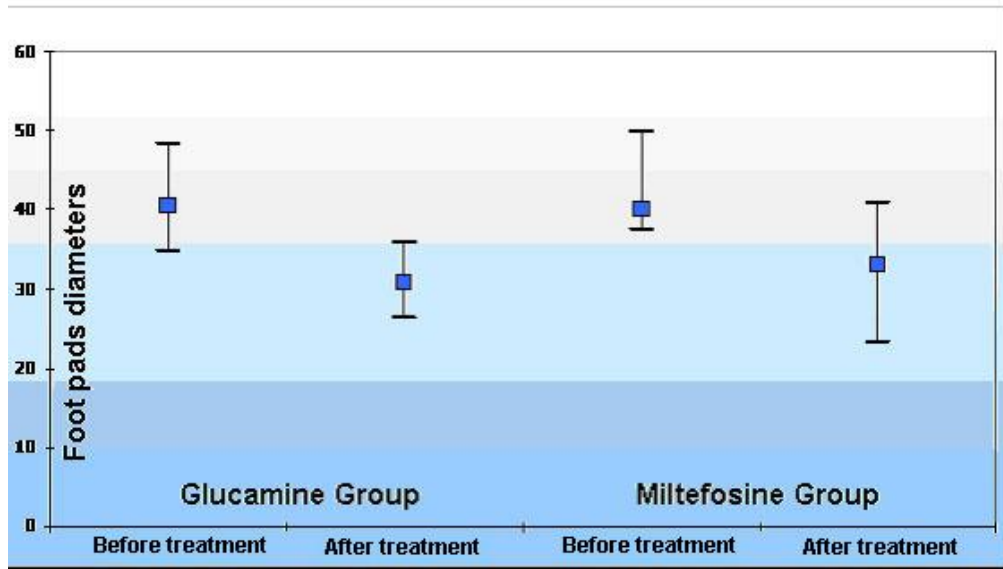 60
50
40
30
20
10
0
Foot pads diameters
Glucamine Group
Miltefosine Group
Before treatment
After treatment
Before treatment
After treatment